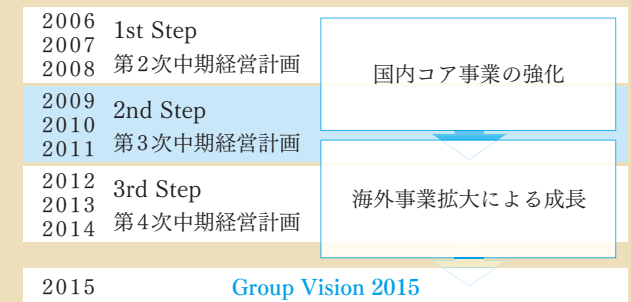 2006
2007
2008
1st Step
第2次中期経営計画
国内コア事業の強化
2009
2010
2011
2nd Step
第3次中期経営計画
2012
2013
2014
3rd Step
第4次中期経営計画
海外事業拡大による成長
2015
Group Vision 2015